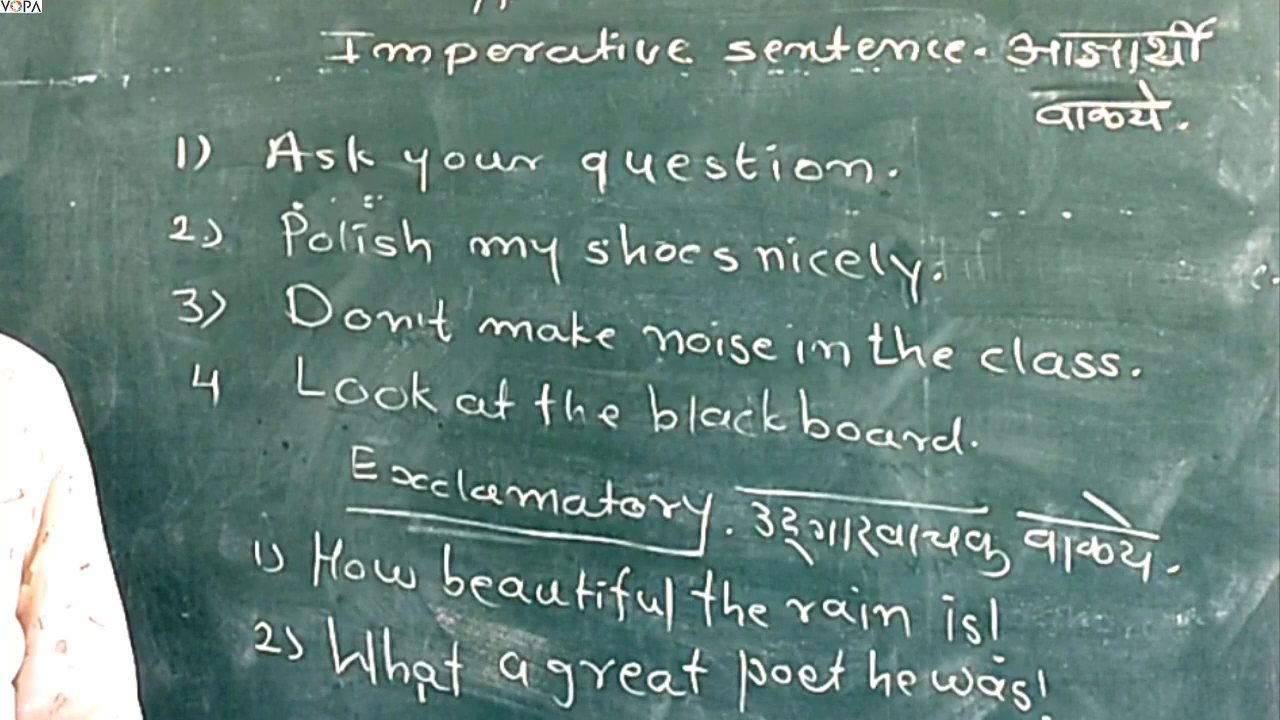 VOPA
Imperative sentence. आज्ञार्थी
वाक्ये.
1) Ask your question.
2) Polish my shoes nicely.
3) Don't make noise in the class.
4 Look at the blackboard.
Exclamatory. उद्गारवाचक वाक्ये.
1) How beautiful the rain is!
2) What a great poet he was!